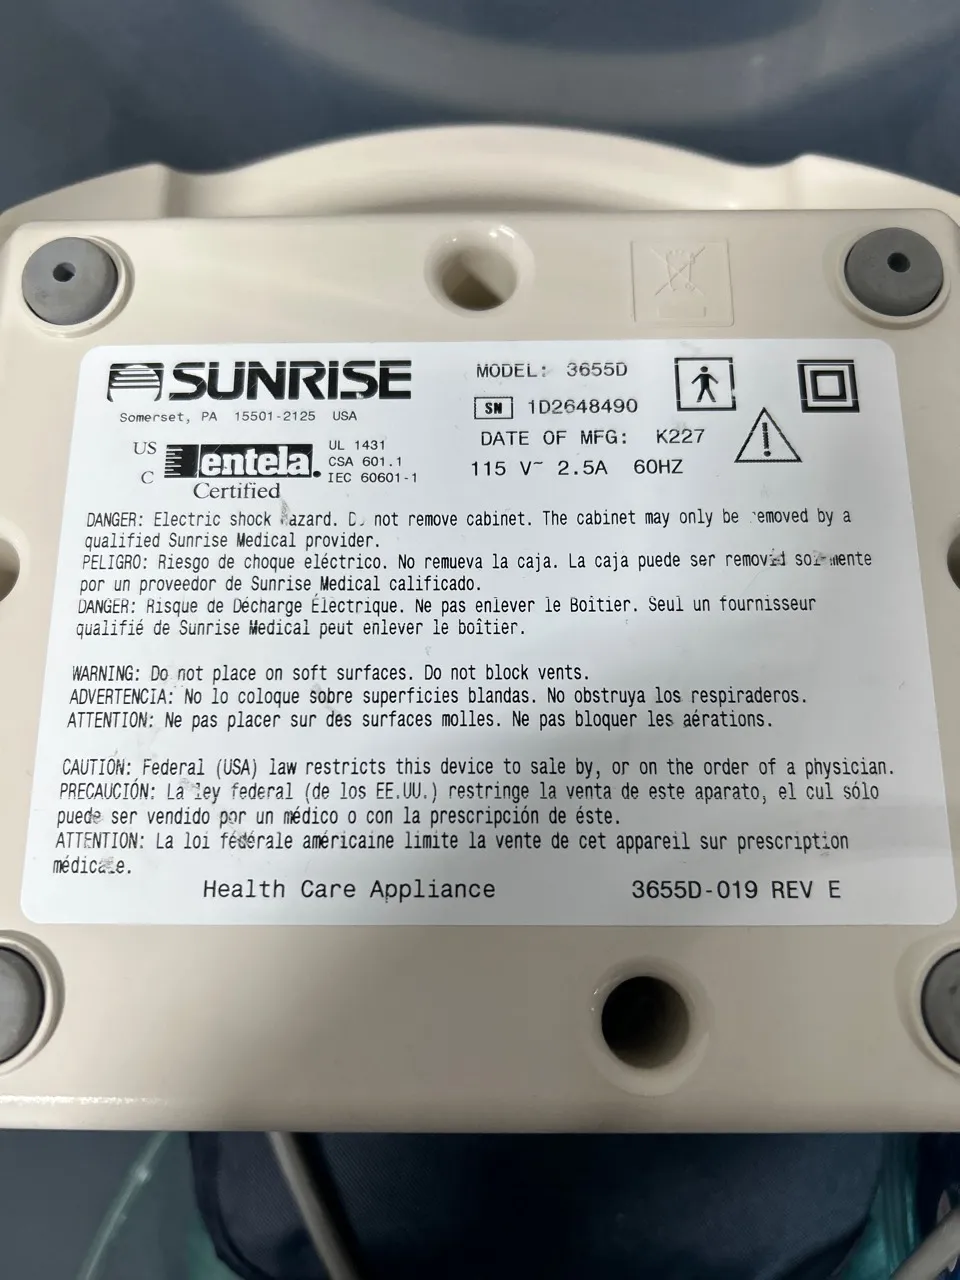 SUNRISE
Somerset, PA 15501-2125 USA
US
C
entela.
Certified
UL 1431
CSA 601.1
IEC 60601-1
MODEL: 3655D
SN 1D2648490
DATE OF MFG: K227
115 V~ 2.5A 60HZ
DANGER: Electric shock hazard. Do not remove cabinet. The cabinet may only be removed by a
qualified Sunrise Medical provider.
PELIGRO: Riesgo de choque eléctrico. No remueva la caja. La caja puede ser
por un proveedor de Sunrise Medical calificado.
DANGER: Risque de Décharge Électrique. Ne pas enlever le Boîtier. Seul un fournisseur
qualifié de Sunrise Medical peut enlever le boîtier.
WARNING: Do not place on soft surfaces. Do not block vents.
ADVERTENCIA: No lo coloque sobre superficies blandas. No obstruya los respiraderos.
ATTENTION: Ne pas placer sur des surfaces molles. Ne pas bloquer les aérations.
CAUTION: Federal (USA) law restricts this device to sale by, or on the order of a physician.
PRECAUCIÓN: La ley federal (de los EE.UU.) restringe la venta de este aparato, el cul sólo
puede ser vendido por un médico o con la prescripción de éste.
ATTENTION: La loi fédérale américaine limite la vente de cet appareil sur prescription
médicale.
Health Care Appliance
3655D-019 REV E